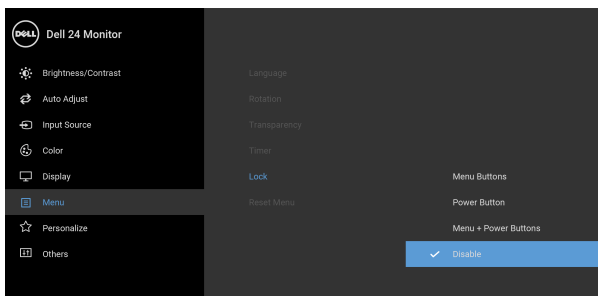 DELL Dell 24 Monitor
Brightness/Contrast Language
Auto Adjust Rotation
Input Source Transparency
Color Timer
Display Lock Menu Buttons
Menu Reset Menu Power Button
Personalize Menu + Power Buttons
Others Disable